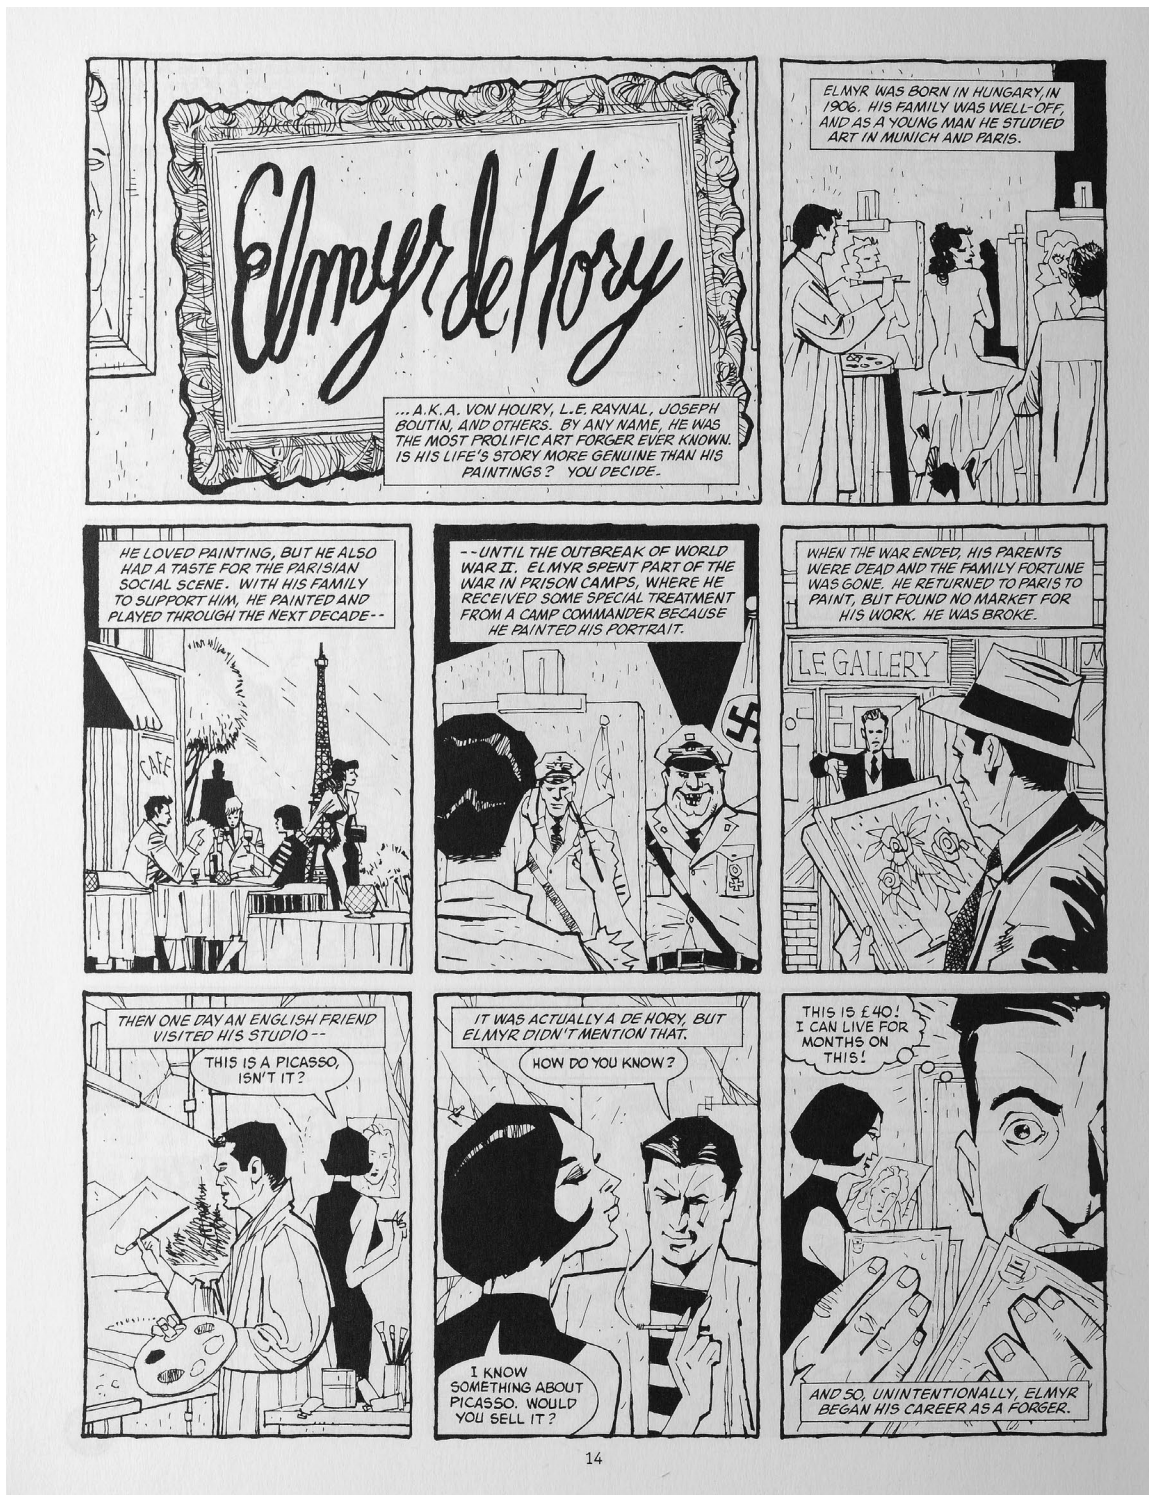 Elmyr de Hory
...A.K.A. VON HOURY, L.E. RAYNAL, JOSEPH
BOUTIN, AND OTHERS. BY ANY NAME, HE WAS
THE MOST PROLIFIC ART FORGER EVER KNOWN.
IS HIS LIFE'S STORY MORE GENUINE THAN HIS
PAINTINGS? YOU DECIDE.
ELMYR WAS BORN IN HUNGARY, IN
1906. HIS FAMILY WAS WELL-OFF,
AND AS A YOUNG MAN HE STUDIED
ART IN MUNICH AND PARIS.
HE LOVED PAINTING, BUT HE ALSO
HAD A TASTE FOR THE PARISIAN
SOCIAL SCENE. WITH HIS FAMILY
TO SUPPORT HIM, HE PAINTED AND
PLAYED THROUGH THE NEXT DECADE--
CAFE
--UNTIL THE OUTBREAK OF WORLD
WAR II. ELMYR SPENT PART OF THE
WAR IN PRISON CAMPS, WHERE HE
RECEIVED SOME SPECIAL TREATMENT
FROM A CAMP COMMANDER BECAUSE
HE PAINTED HIS PORTRAIT.
WHEN THE WAR ENDED, HIS PARENTS
WERE DEAD AND THE FAMILY FORTUNE
WAS GONE. HE RETURNED TO PARIS TO
PAINT, BUT FOUND NO MARKET FOR
HIS WORK. HE WAS BROKE.
LE GALLERY
M
THEN ONE DAY AN ENGLISH FRIEND
VISITED HIS STUDIO--
THIS IS A PICASSO,
ISN'T IT?
IT WAS ACTUALLY A DE HORY, BUT
ELMYR DIDN'T MENTION THAT.
HOW DO YOU KNOW?
I KNOW
SOMETHING ABOUT
PICASSO. WOULD
YOU SELL IT?
THIS IS £40!
I CAN LIVE FOR
MONTHS ON
THIS!
AND SO, UNINTENTIONALLY, ELMYR
BEGAN HIS CAREER AS A FORGER.
14